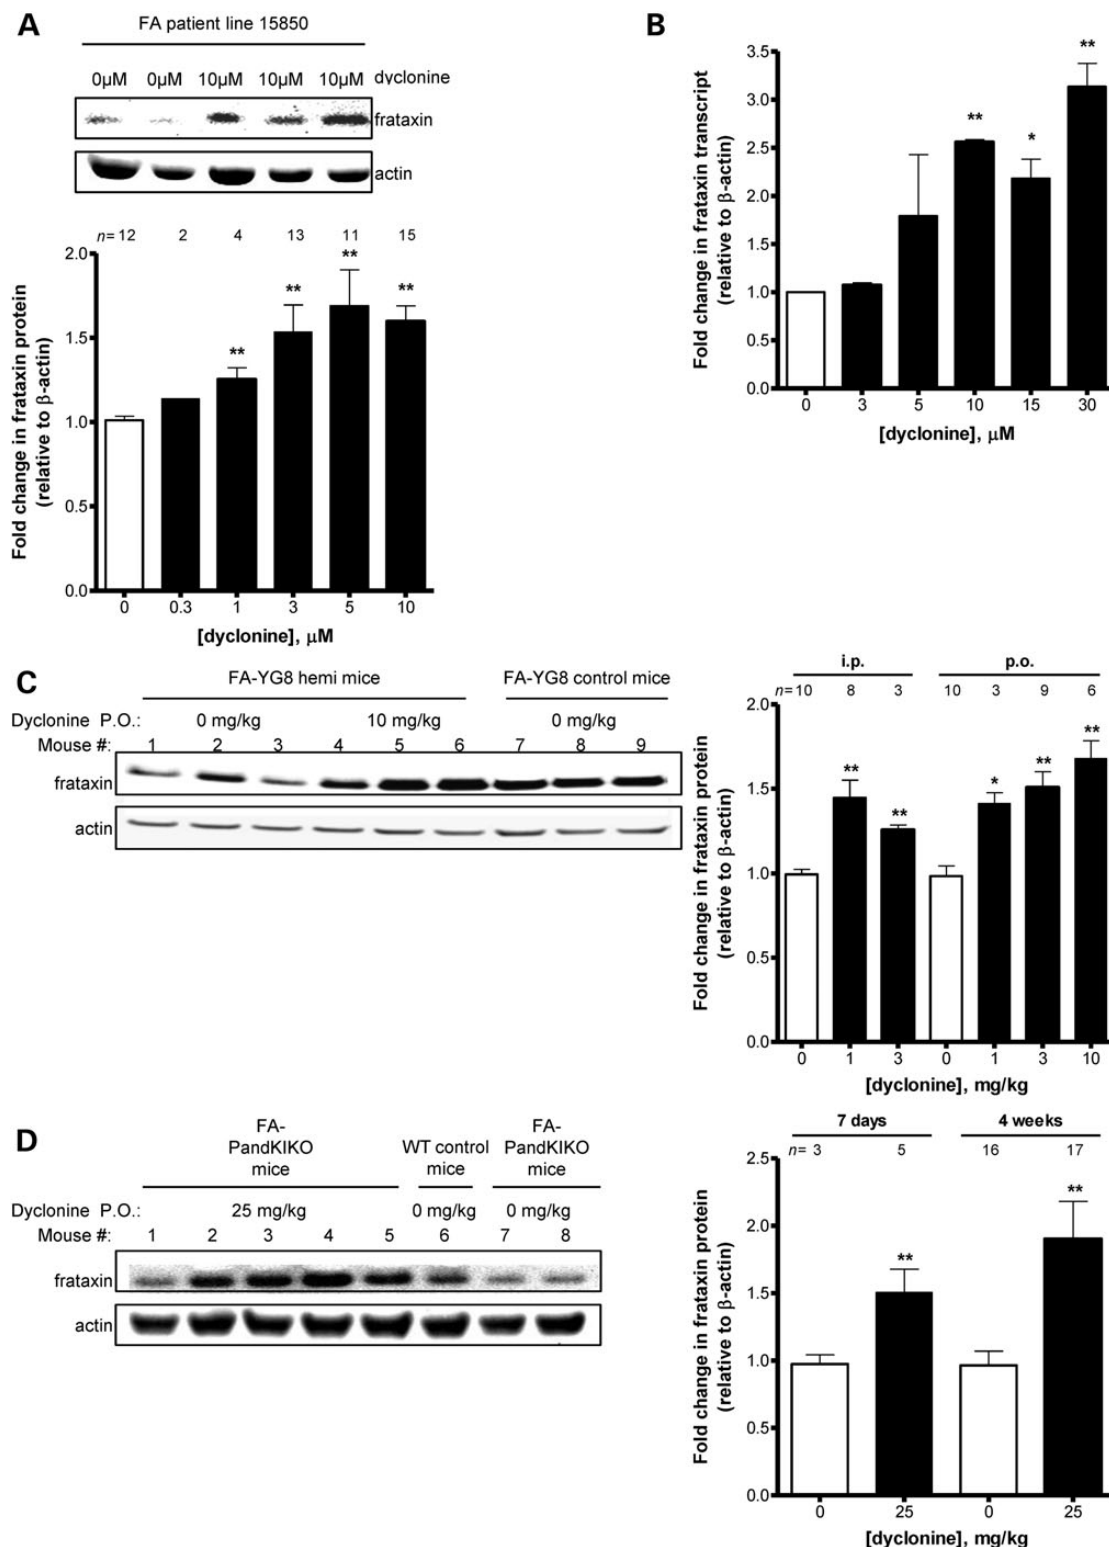 A
FA patient line 15850
0μM 0μM 10μM 10μM 10μM dyclonine
frataxin
actin
n= 12 2 4 13 11 15
Fold change in frataxin protein
(relative to β-actin)
2.0
1.5
1.0
0.5
0.0
** ** ** **
0 0.3 1 3 5 10
[dyclonine], μM
B
Fold change in frataxin transcript
(relative to β-actin)
3.5
3.0
2.5
2.0
1.5
1.0
0.5
0.0
** * **
0 3 5 10 15 30
[dyclonine], μM
C
FA-YG8 hemi mice FA-YG8 control mice
Dyclonine P.O.: 0 mg/kg 10 mg/kg 0 mg/kg
Mouse #: 1 2 3 4 5 6 7 8 9
frataxin
actin
i.p. p.o.
n= 10 8 3 10 3 9 6
Fold change in frataxin protein
(relative to β-actin)
2.0
1.5
1.0
0.5
0.0
** ** * ** **
0 1 3 0 1 3 10
[dyclonine], mg/kg
D
FA-
PandKIKO
mice
WT control
mice
FA-
PandKIKO
mice
Dyclonine P.O.: 25 mg/kg 0 mg/kg 0 mg/kg
Mouse #: 1 2 3 4 5 6 7 8
frataxin
actin
7 days 4 weeks
n= 3 5 16 17
Fold change in frataxin protein
(relative to β-actin)
2.5
2.0
1.5
1.0
0.5
0.0
** **
0 25 0 25
[dyclonine], mg/kg